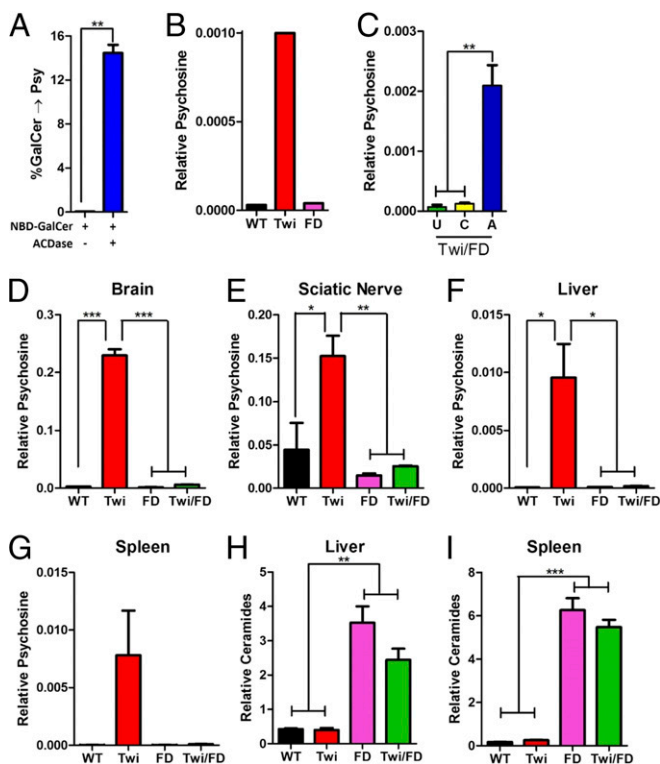 A
**
%GalCer → Psy
16
14
12
10
8
6
4
2
0
NBD-GalCer + +
ACDase - +
B
Relative Psychosine
0.0010
0.0005
0.0000
WT Twi FD
C
**
Relative Psychosine
0.003
0.002
0.001
0.000
U C A
Twi/FD
D
Brain
*** ***
Relative Psychosine
0.3
0.2
0.1
0.0
WT Twi FD Twi/FD
E
Sciatic Nerve
* **
Relative Psychosine
0.20
0.15
0.10
0.05
0.00
WT Twi FD Twi/FD
F
Liver
* *
Relative Psychosine
0.015
0.010
0.005
0.000
WT Twi FD Twi/FD
G
Spleen
Relative Psychosine
0.015
0.010
0.005
0.000
WT Twi FD Twi/FD
H
Liver
**
Relative Ceramides
5
4
3
2
1
0
WT Twi FD Twi/FD
I
Spleen
***
Relative Ceramides
8
6
4
2
0
WT Twi FD Twi/FD